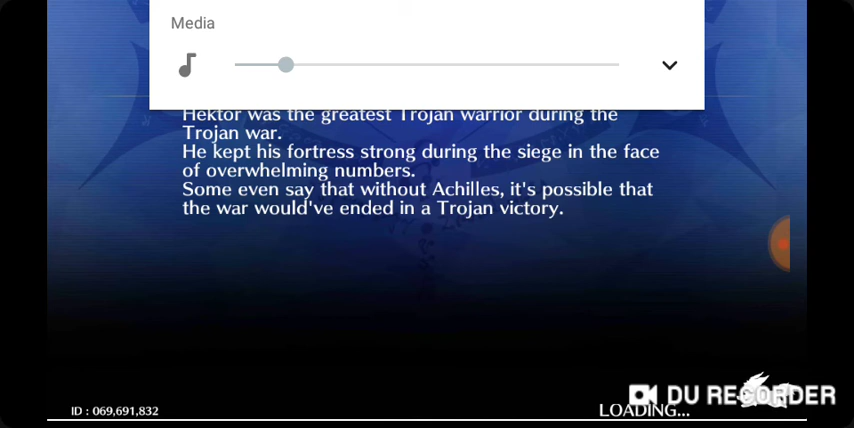 Media
Hektor was the greatest Trojan warrior during the
Trojan war.
He kept his fortress strong during the siege in the face
of overwhelming numbers.
Some even say that without Achilles, it's possible that
the war would've ended in a Trojan victory.
DU RECORDER
ID : 069,691,832
LOADING...